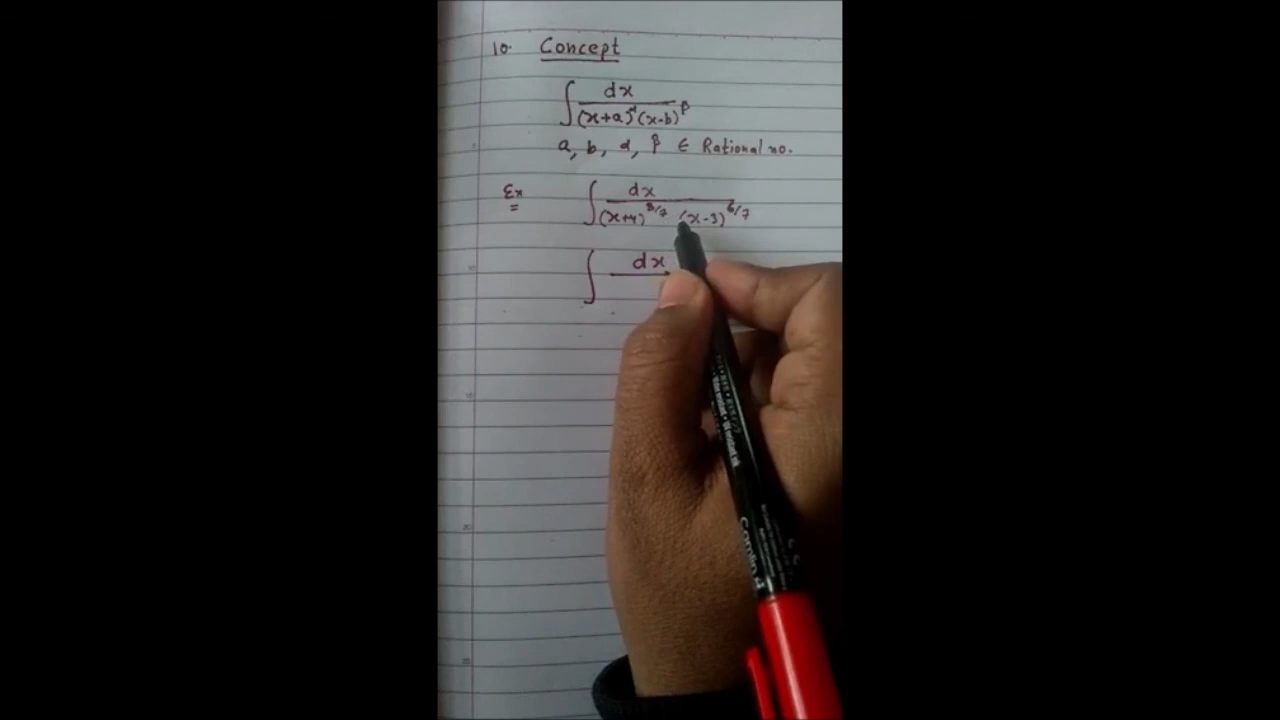 10. Concept
∫ dx / (x+a)^α (x-b)^β
a, b, α, β ∈ Rational no.
Ex ∫ dx / (x+4)^8/7 (x-3)^6/7
∫ dx